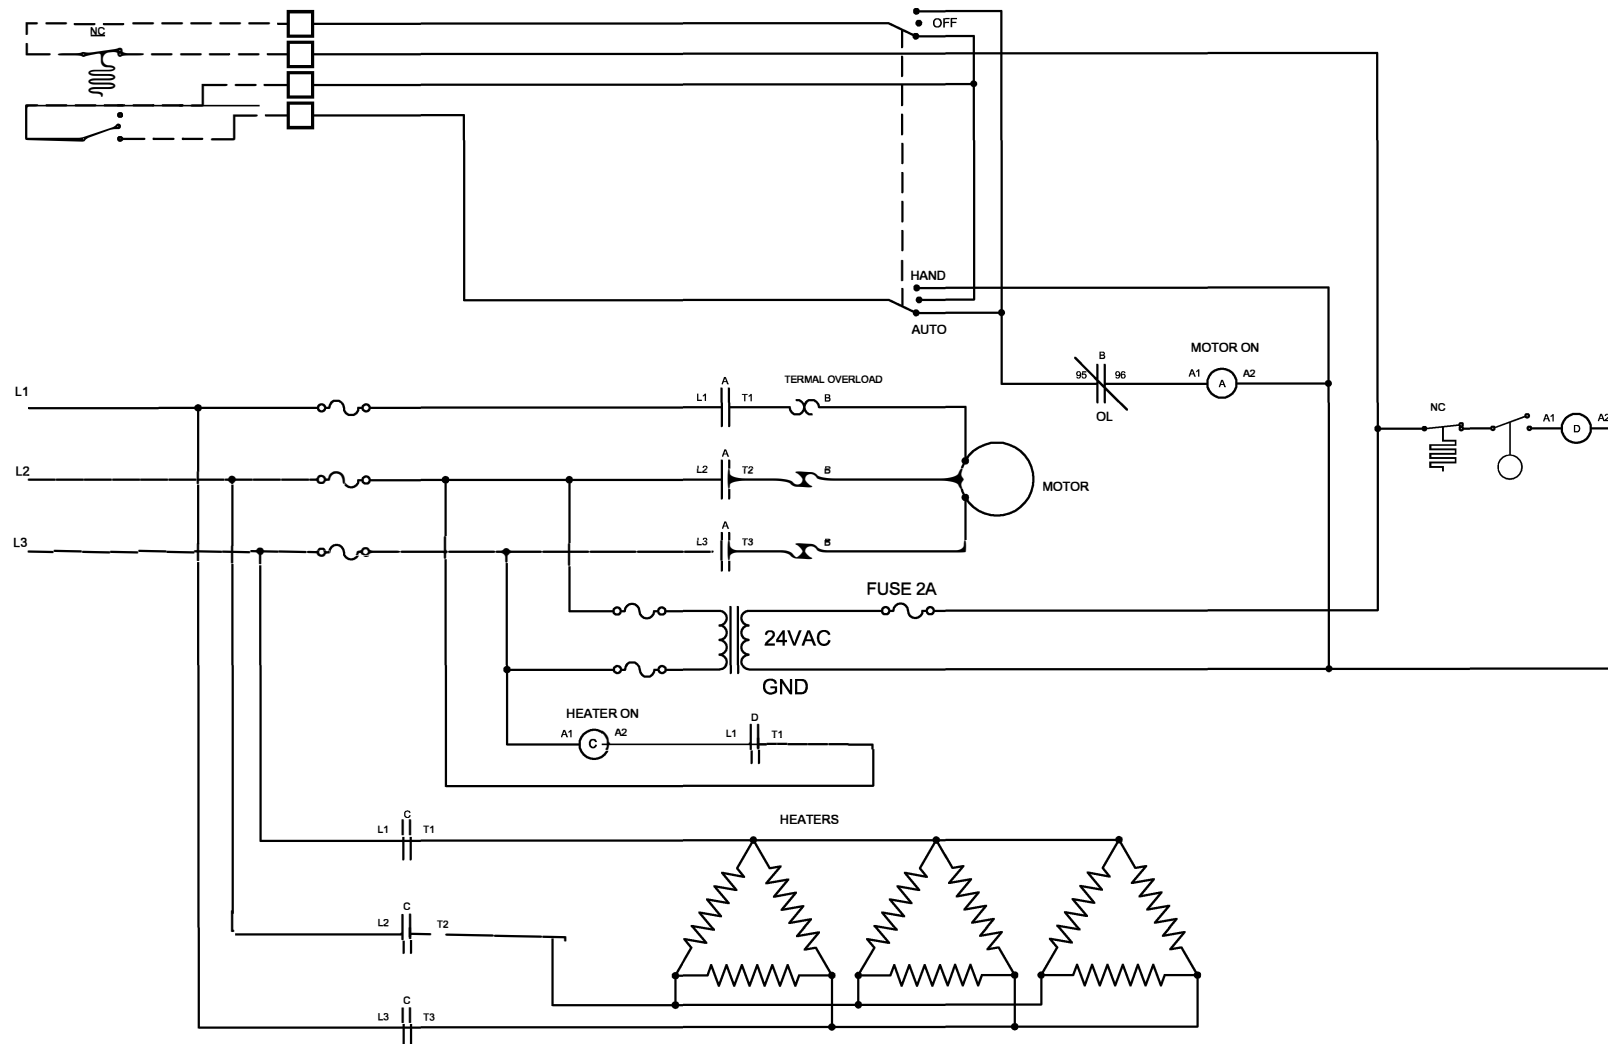 OFF
NC
HAND
AUTO
MOTOR ON
B
95 96
A1 A A2
OL
L1
A
L1 T1
TERMAL OVERLOAD
B
NC
A1 D A2
L2
A
L2 T2
B
MOTOR
L3
A
L3 T3
B
FUSE 2A
24VAC
GND
HEATER ON
A1 C A2
D
L1 T1
HEATERS
C
L1 T1
C
L2 T2
C
L3 T3